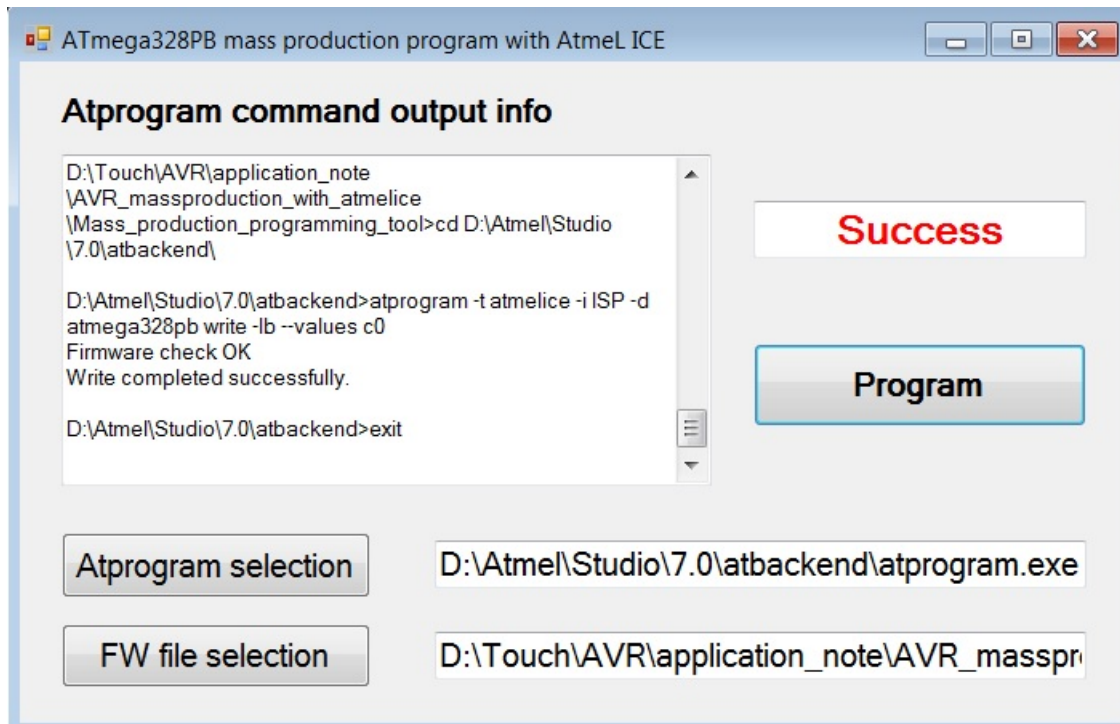 ATmega328PB mass production program with AtmeL ICE
Atprogram command output info
D:\Touch\AVR\application_note
\AVR_massproduction_with_atmelice
\Mass_production_programming_tool>cd D:\Atmel\Studio
\7.0\atbackend\
D:\Atmel\Studio\7.0\atbackend>atprogram -t atmelice -i ISP -d
atmega328pb write -lb --values c0
Firmware check OK
Write completed successfully.
D:\Atmel\Studio\7.0\atbackend>exit
Success
Program
Atprogram selection
D:\Atmel\Studio\7.0\atbackend\atprogram.exe
FW file selection
D:\Touch\AVR\application_note\AVR_masspr